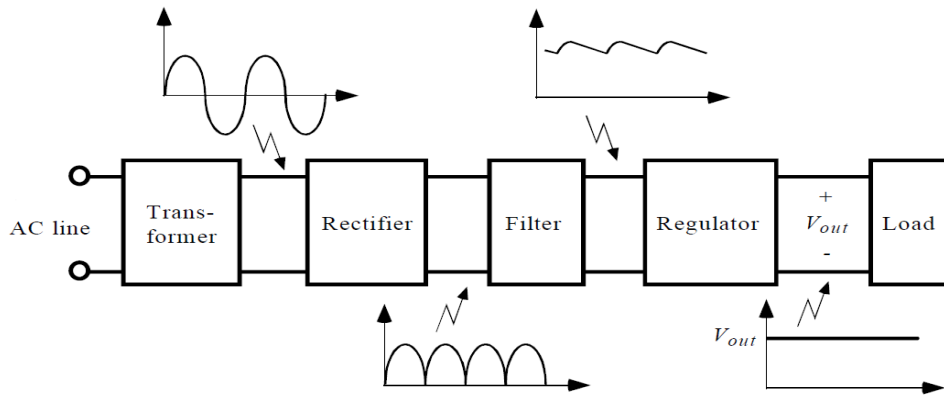 AC line
Trans-
former
Rectifier
Filter
Regulator
+
Vout
-
Load
Vout